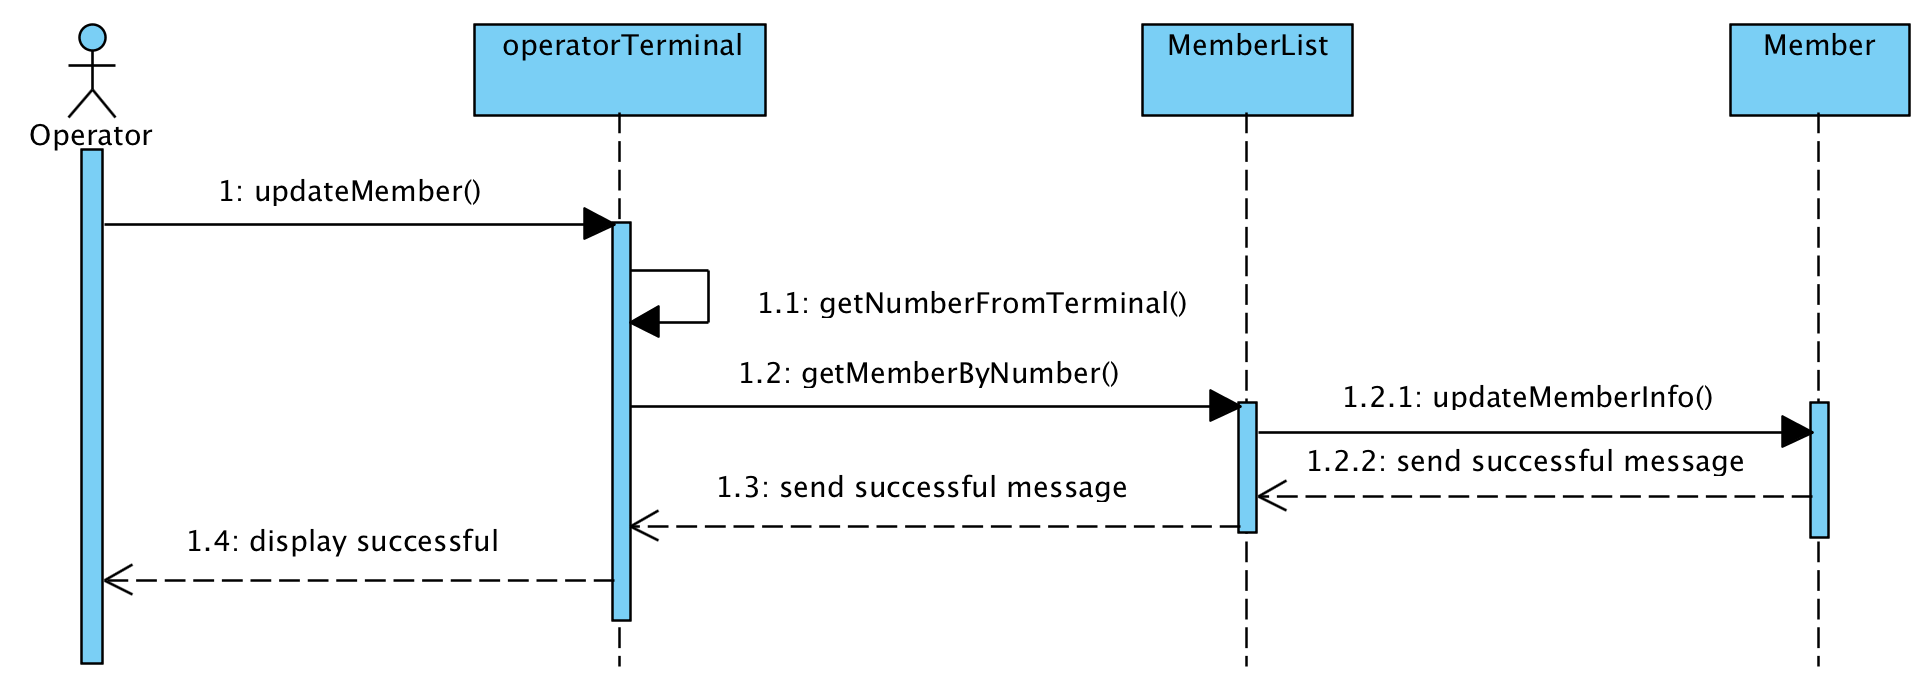 operatorTerminal
MemberList
Member
Operator
1: updateMember()
1.1: getNumberFromTerminal()
1.2: getMemberByNumber()
1.2.1: updateMemberInfo()
1.2.2: send successful message
1.3: send successful message
1.4: display successful